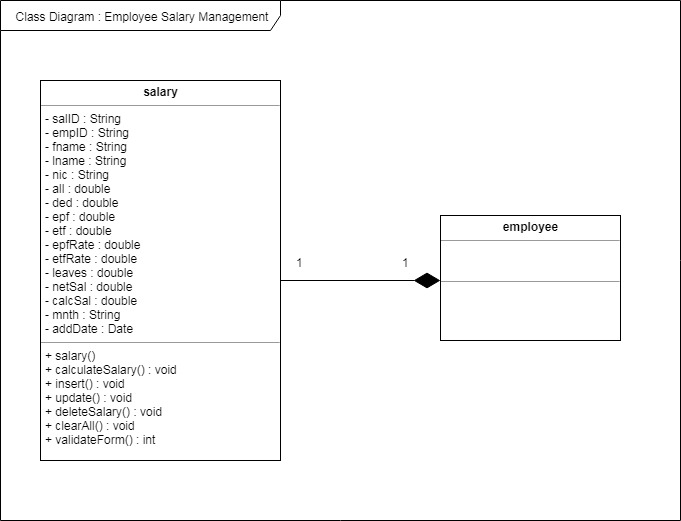 Class Diagram : Employee Salary Management
salary
- salID : String
- empID : String
- fname : String
- lname : String
- nic : String
- all : double
- ded : double
- epf : double
- etf : double
- epfRate : double
- etfRate : double
- leaves : double
- netSal : double
- calcSal : double
- mnth : String
- addDate : Date
+ salary()
+ calculateSalary() : void
+ insert() : void
+ update() : void
+ deleteSalary() : void
+ clearAll() : void
+ validateForm() : int
1
1
employee